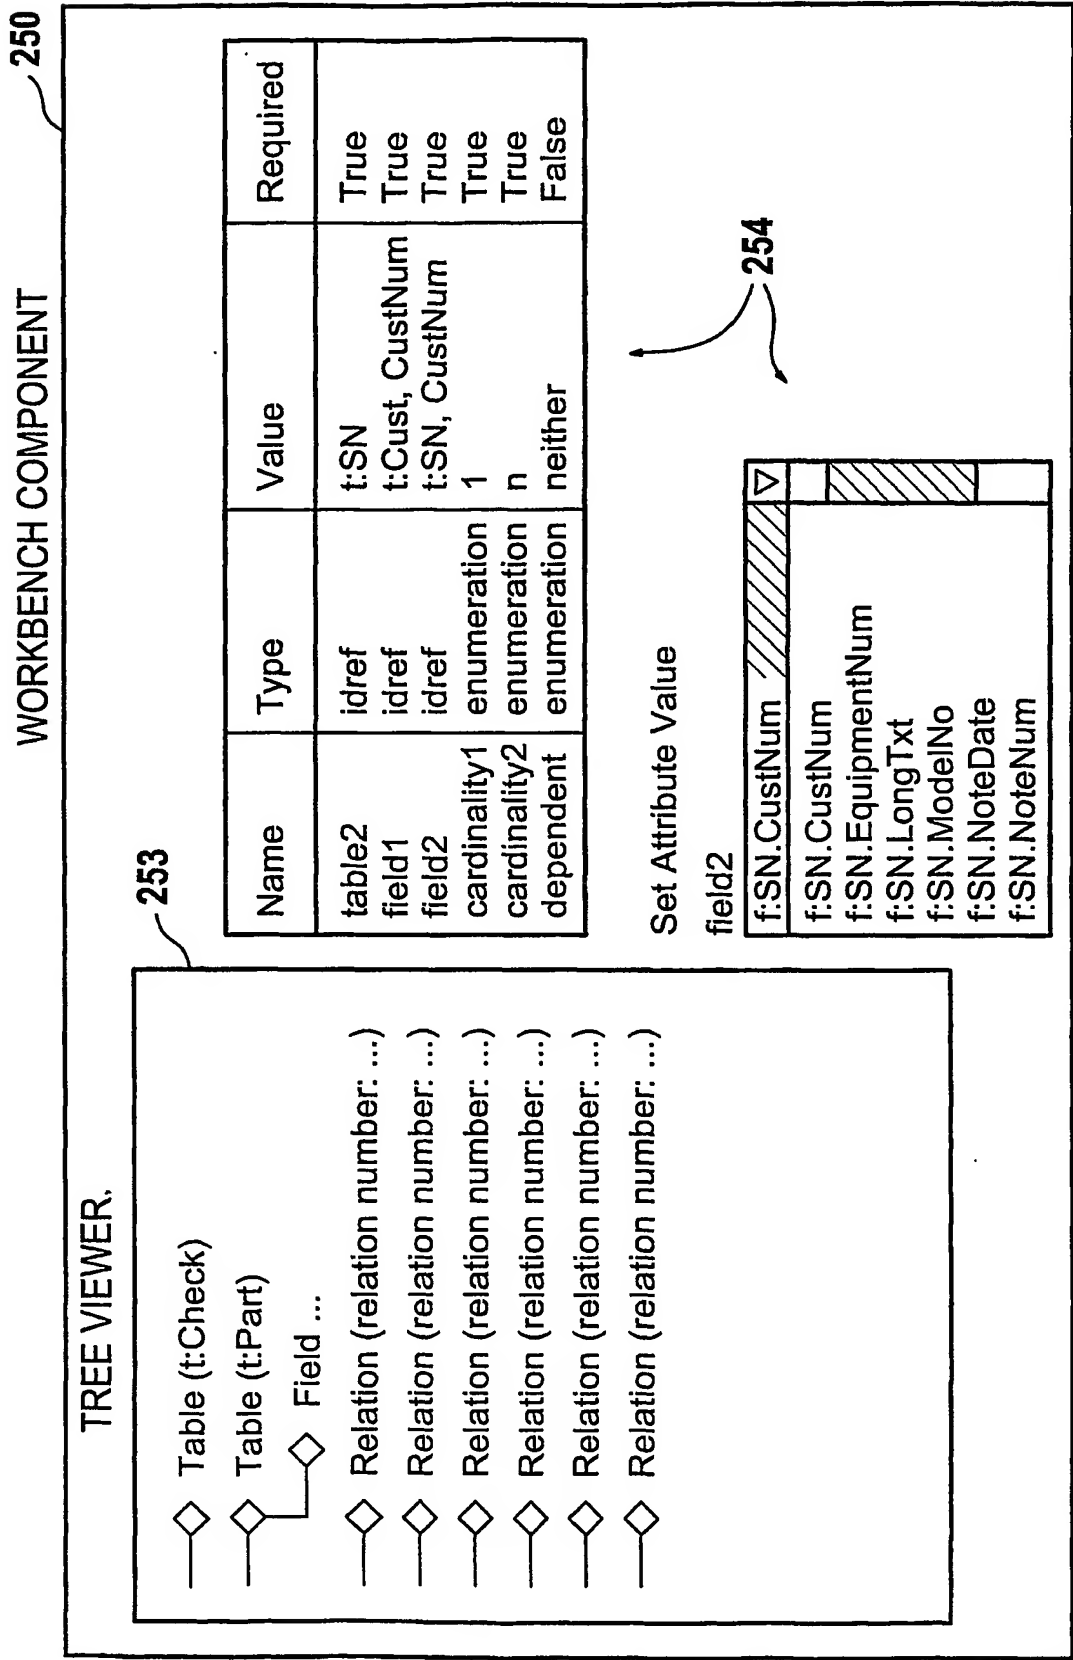 WORKBENCH COMPONENT
250
TREE VIEWER.
253
Table (t:Check)
Table (t:Part)
Field ...
Relation (relation number: ...)
Relation (relation number: ...)
Relation (relation number: ...)
Relation (relation number: ...)
Relation (relation number: ...)
Relation (relation number: ...)
Name Type Value Required
table2 idref t:SN True
field1 idref t:Cust, CustNum True
field2 idref t:SN, CustNum True
cardinality1 enumeration 1 True
cardinality2 enumeration n True
dependent enumeration neither False
254
Set Attribute Value
field2
f:SN.CustNum
f:SN.CustNum
f:SN.EquipmentNum
f:SN.LongTxt
f:SN.ModelNo
f:SN.NoteDate
f:SN.NoteNum